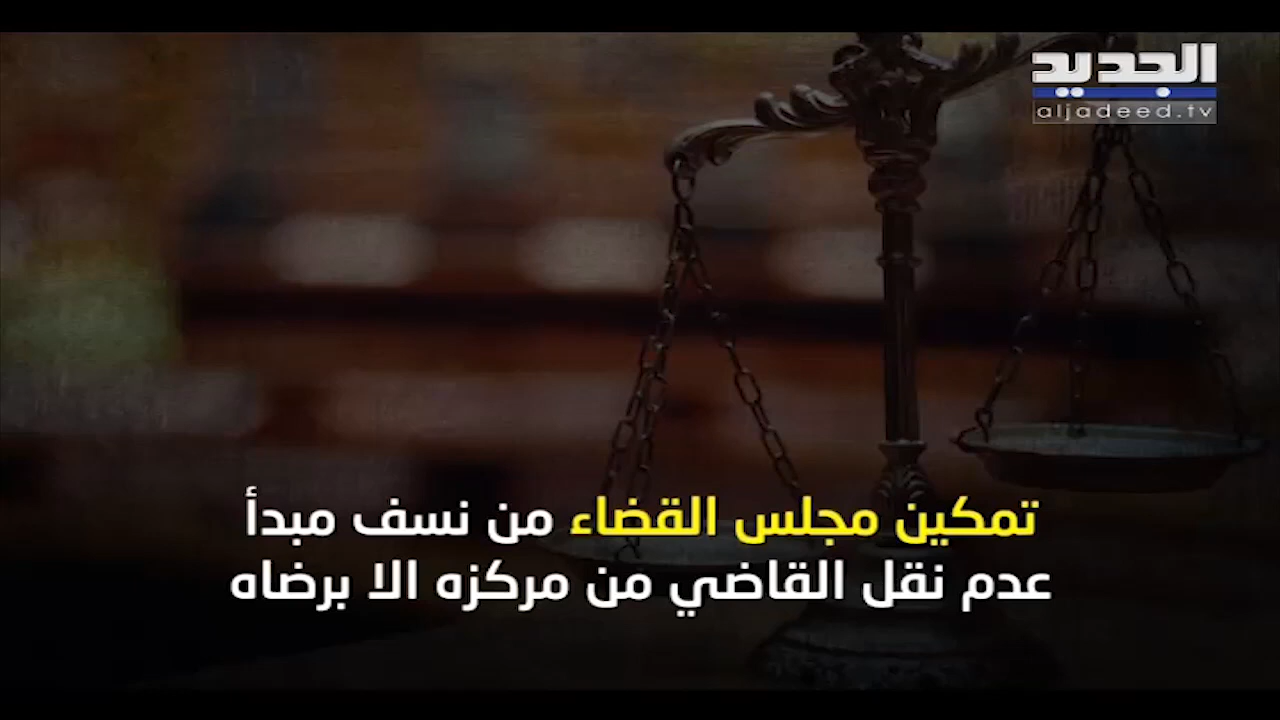 الجديد
aljadeed.tv
تمكين مجلس القضاء من نسف مبدأ
عدم نقل القاضي من مركزه الا برضاه